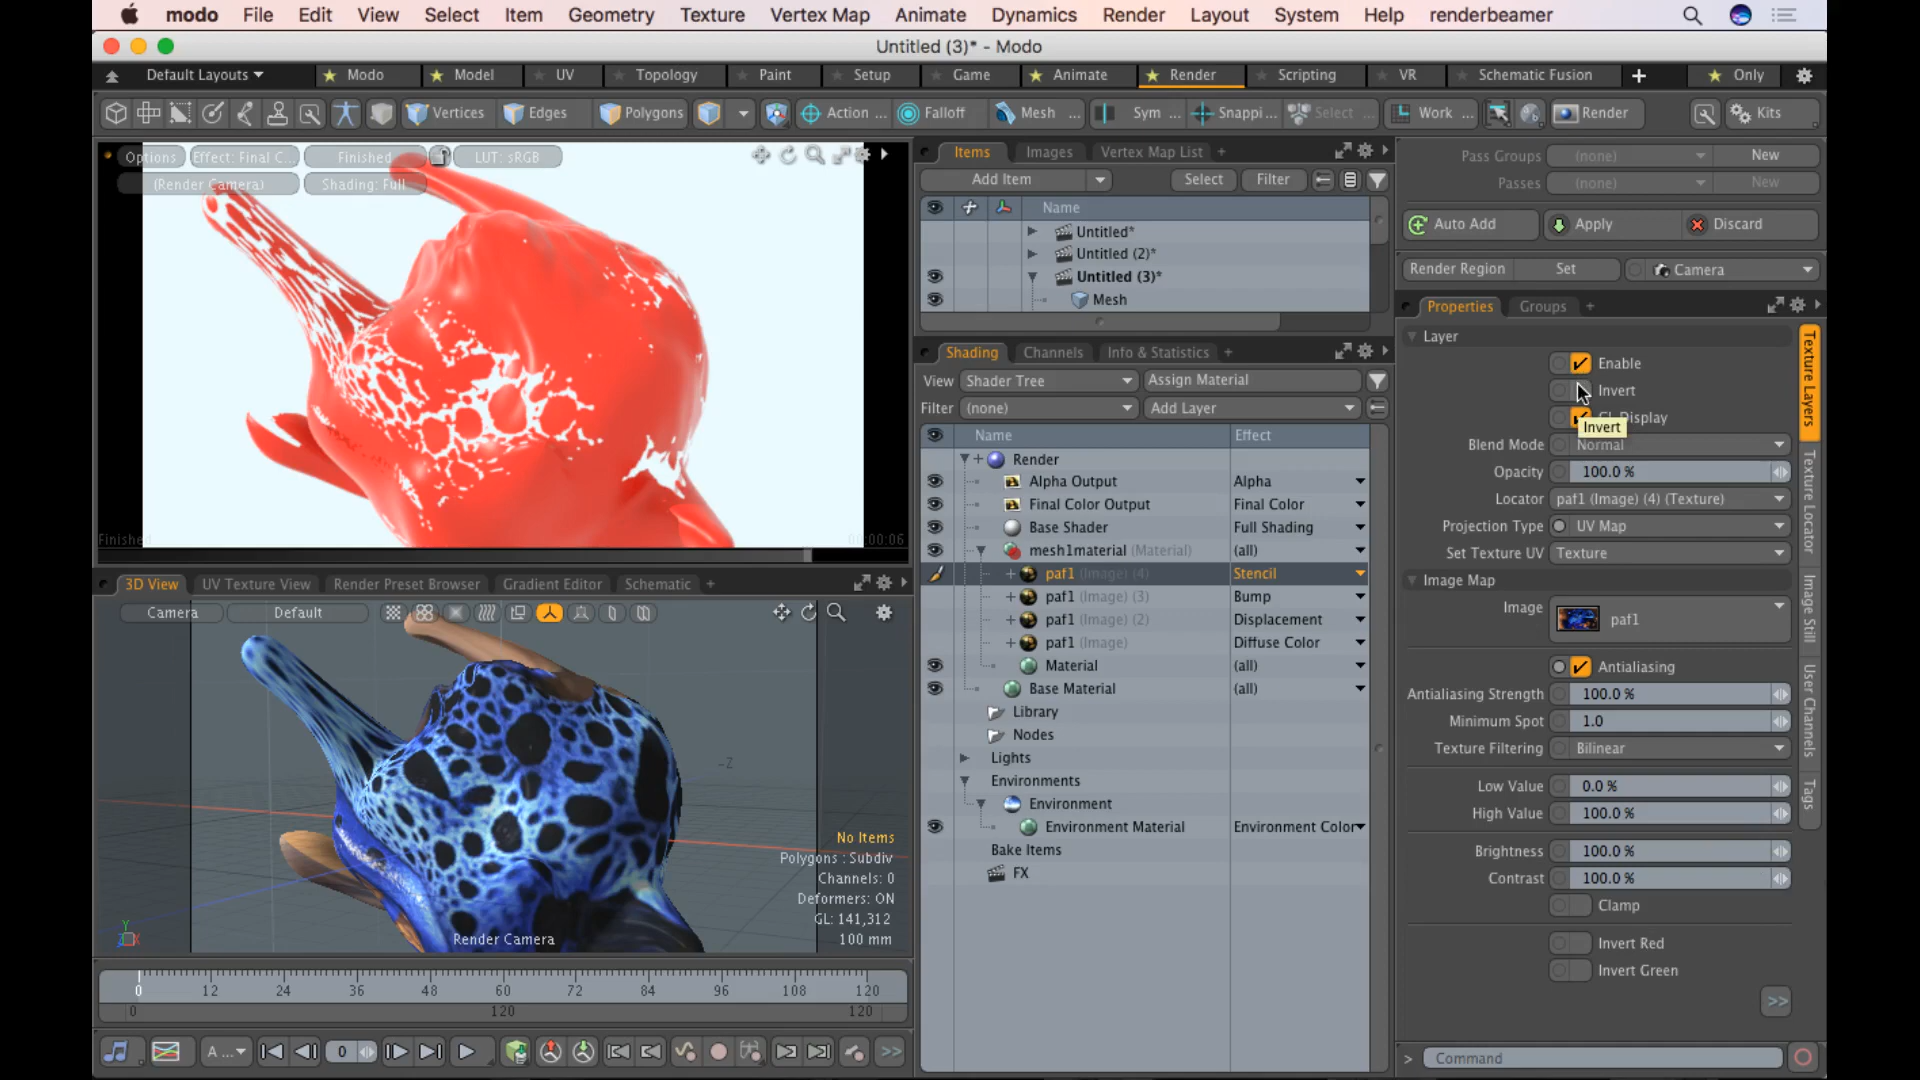 modo File Edit View Select Item Geometry Texture Vertex Map Animate Dynamics Render Layout System Help renderbeamer
Untitled (3)* - Modo
Default Layouts Modo Model UV Topology Paint Setup Game Animate Render Scripting VR Schematic Fusion + Only
Vertices Edges Polygons Action ... Falloff Mesh ... Sym ... Snappi... Select ... Work ... Render Kits
Options Effect: Final C... Finished LUT: sRGB
(Render Camera) Shading: Full
Finished
Items Images Vertex Map List +
Add Item Select Filter
Name
Untitled*
Untitled (2)*
Untitled (3)*
Mesh
Pass Groups (none) New
Passes (none) New
Auto Add Apply Discard
Render Region Set Camera
Shading Channels Info & Statistics +
View Shader Tree Assign Material
Filter (none) Add Layer
Name Effect
Render
Alpha Output Alpha
Final Color Output Final Color
Base Shader Full Shading
mesh1material (Material) (all)
paf1 (Image) (4) Stencil
paf1 (Image) (3) Bump
paf1 (Image) (2) Displacement
paf1 (Image) Diffuse Color
Material (all)
Base Material (all)
Library
Nodes
Lights
Environments
Environment
Environment Material Environment Color
Bake Items
FX
Properties Groups +
Layer
Enable
Invert
Display
Invert
Blend Mode Normal
Opacity 100.0 %
Locator paf1 (Image) (4) (Texture)
Projection Type UV Map
Set Texture UV Texture
Image Map
Image paf1
Antialiasing
Antialiasing Strength 100.0 %
Minimum Spot 1.0
Texture Filtering Bilinear
Low Value 0.0 %
High Value 100.0 %
Brightness 100.0 %
Contrast 100.0 %
Clamp
Invert Red
Invert Green
>>
Texture Layers
Texture Locator
Image Still
User Channels
Tags
3D View UV Texture View Render Preset Browser Gradient Editor Schematic +
Camera Default
-Z
No Items
Polygons : Subdiv
Channels: 0
Deformers: ON
GL: 141,312
100 mm
Render Camera
Y
0 12 24 36 48 60 72 84 96 108 120
0 120 120
A ... 0 >>
> Command